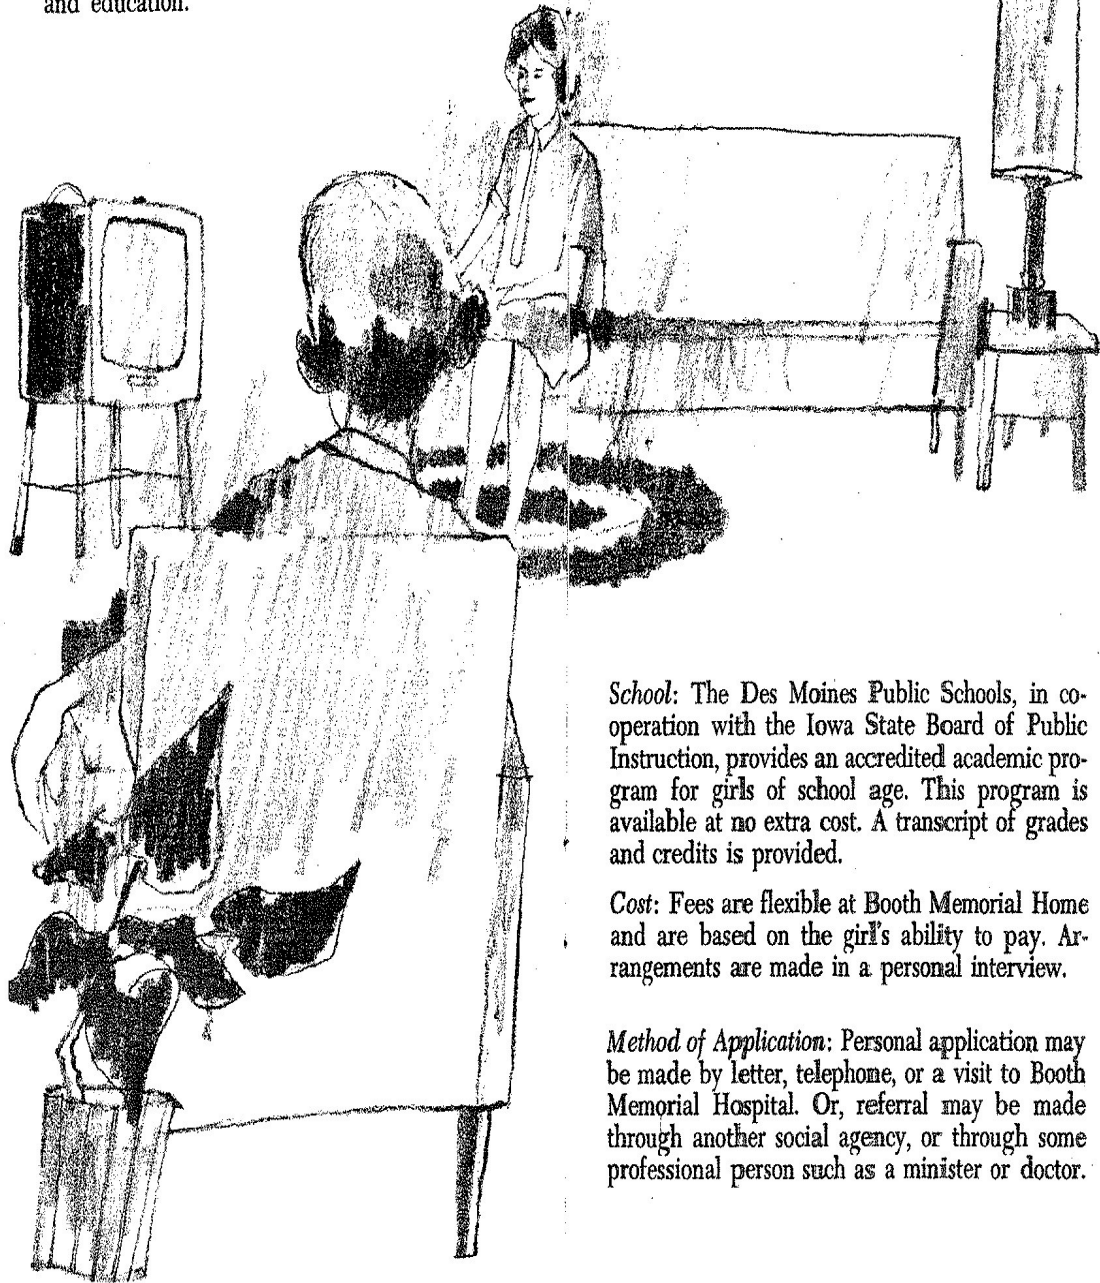 and education.
School: The Des Moines Public Schools, in co-
operation with the Iowa State Board of Public
Instruction, provides an accredited academic pro-
gram for girls of school age. This program is
available at no extra cost. A transcript of grades
and credits is provided.
Cost: Fees are flexible at Booth Memorial Home
and are based on the girl's ability to pay. Ar-
rangements are made in a personal interview.
Method of Application: Personal application may
be made by letter, telephone, or a visit to Booth
Memorial Hospital. Or, referral may be made
through another social agency, or through some
professional person such as a minister or doctor.